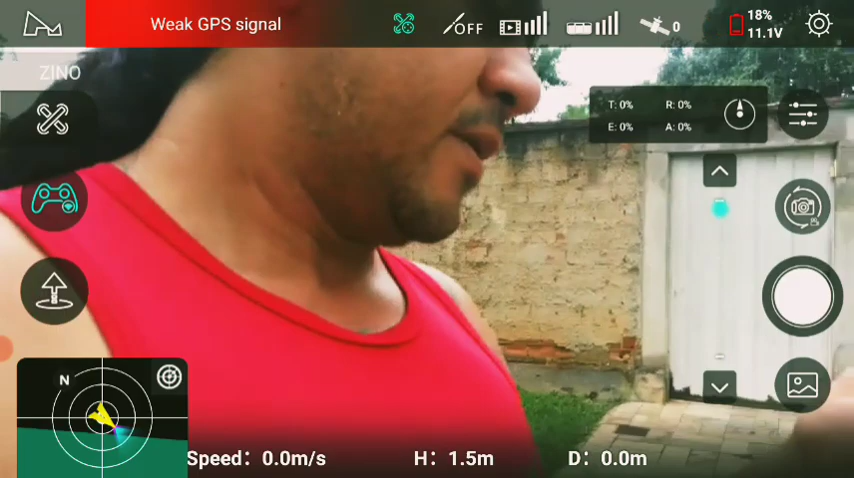 Weak GPS signal
OFF
0
18%
11.1V
ZINO
T: 0%
R: 0%
E: 0%
A: 0%
N
Speed: 0.0m/s
H: 1.5m
D: 0.0m